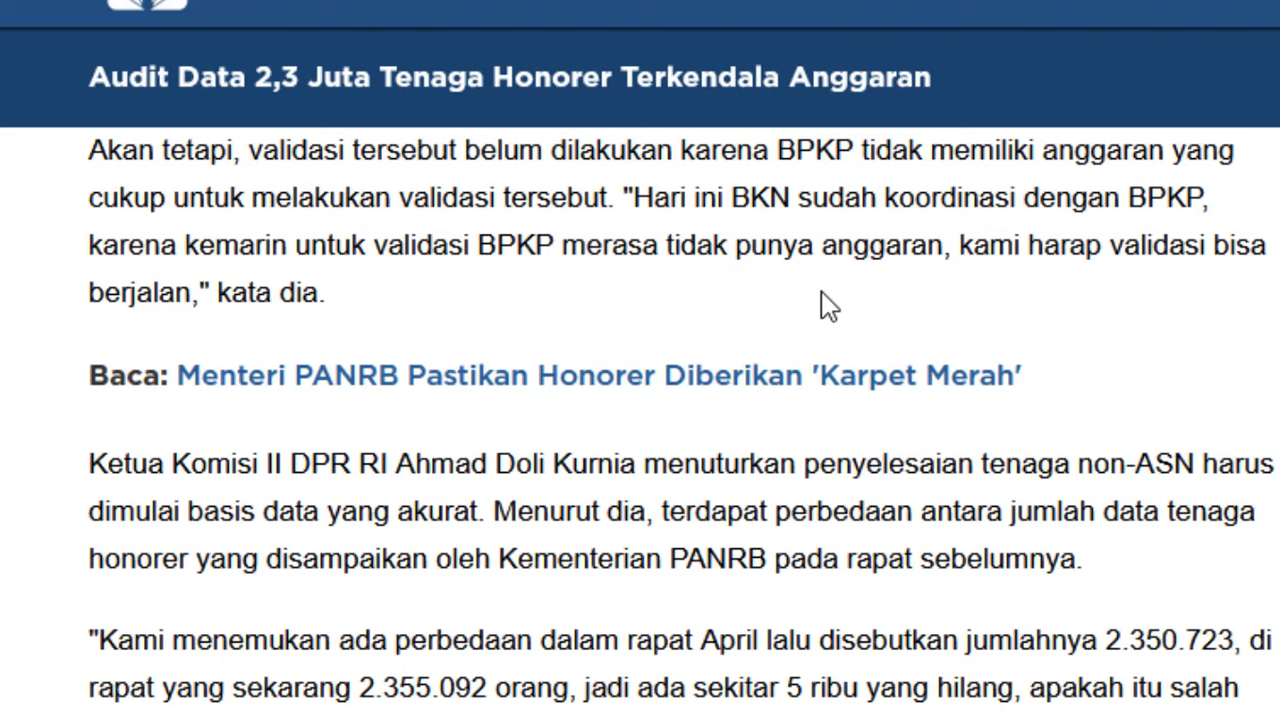 Audit Data 2,3 Juta Tenaga Honorer Terkendala Anggaran
Akan tetapi, validasi tersebut belum dilakukan karena BPKP tidak memiliki anggaran yang
cukup untuk melakukan validasi tersebut. "Hari ini BKN sudah koordinasi dengan BPKP,
karena kemarin untuk validasi BPKP merasa tidak punya anggaran, kami harap validasi bisa
berjalan," kata dia.
Baca: Menteri PANRB Pastikan Honorer Diberikan 'Karpet Merah'
Ketua Komisi II DPR RI Ahmad Doli Kurnia menuturkan penyelesaian tenaga non-ASN harus
dimulai basis data yang akurat. Menurut dia, terdapat perbedaan antara jumlah data tenaga
honorer yang disampaikan oleh Kementerian PANRB pada rapat sebelumnya.
"Kami menemukan ada perbedaan dalam rapat April lalu disebutkan jumlahnya 2.350.723, di
rapat yang sekarang 2.355.092 orang, jadi ada sekitar 5 ribu yang hilang, apakah itu salah